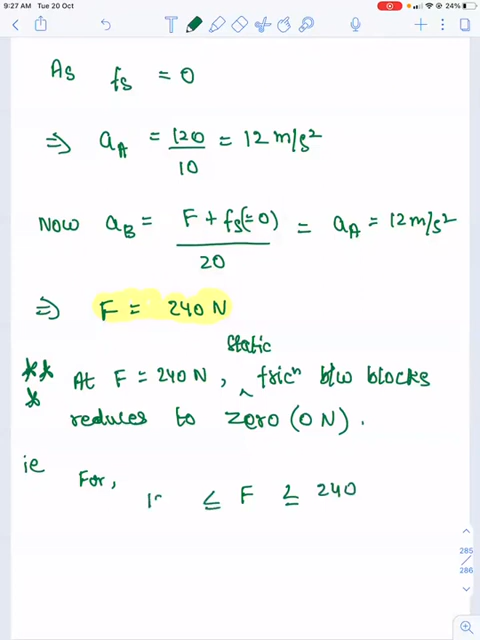 9:27 AM Tue 20 Oct
24%
As fs = 0
⇒ aA = 120/10 = 12 m/s²
Now aB = F + fs(=0)/20 = aA = 12 m/s²
⇒ F = 240 N
static
** * At F = 240 N, ^ fricⁿ b/w blocks
reduces to zero (0 N).
ie
For,
≤ F ≤ 240
285
/
286